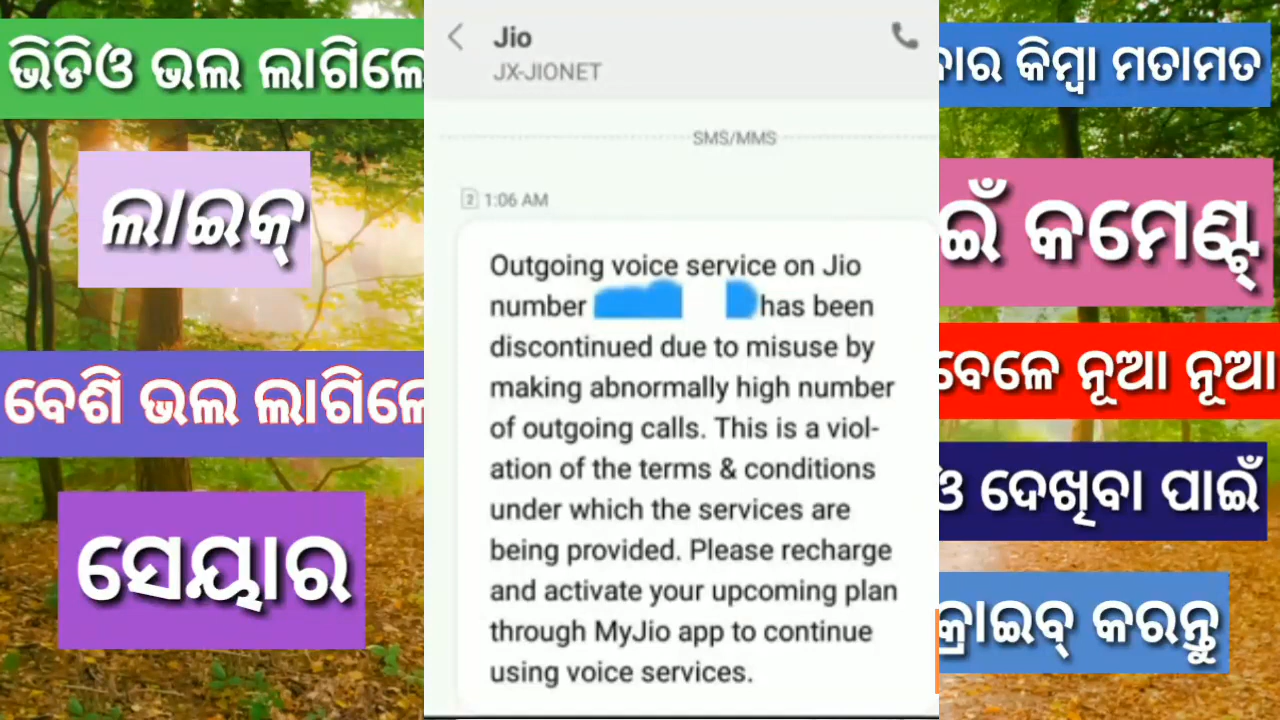 ଭିଡିଓ ଭଲ ଲାଗିଲେ
ଲାଇକ୍
ବେଶି ଭଲ ଲାଗିଲେ
ସେୟାର
Jio
JX-JIONET
SMS/MMS
2 1:06 AM
Outgoing voice service on Jio
number has been
discontinued due to misuse by
making abnormally high number
of outgoing calls. This is a viol-
ation of the terms & conditions
under which the services are
being provided. Please recharge
and activate your upcoming plan
through MyJio app to continue
using voice services.
କିମ୍ବା ମତାମତ
କମେଣ୍ଟ୍
ବେଳେ ନୂଆ ନୂଆ
ଦେଖିବା ପାଇଁ
କରନ୍ତୁ